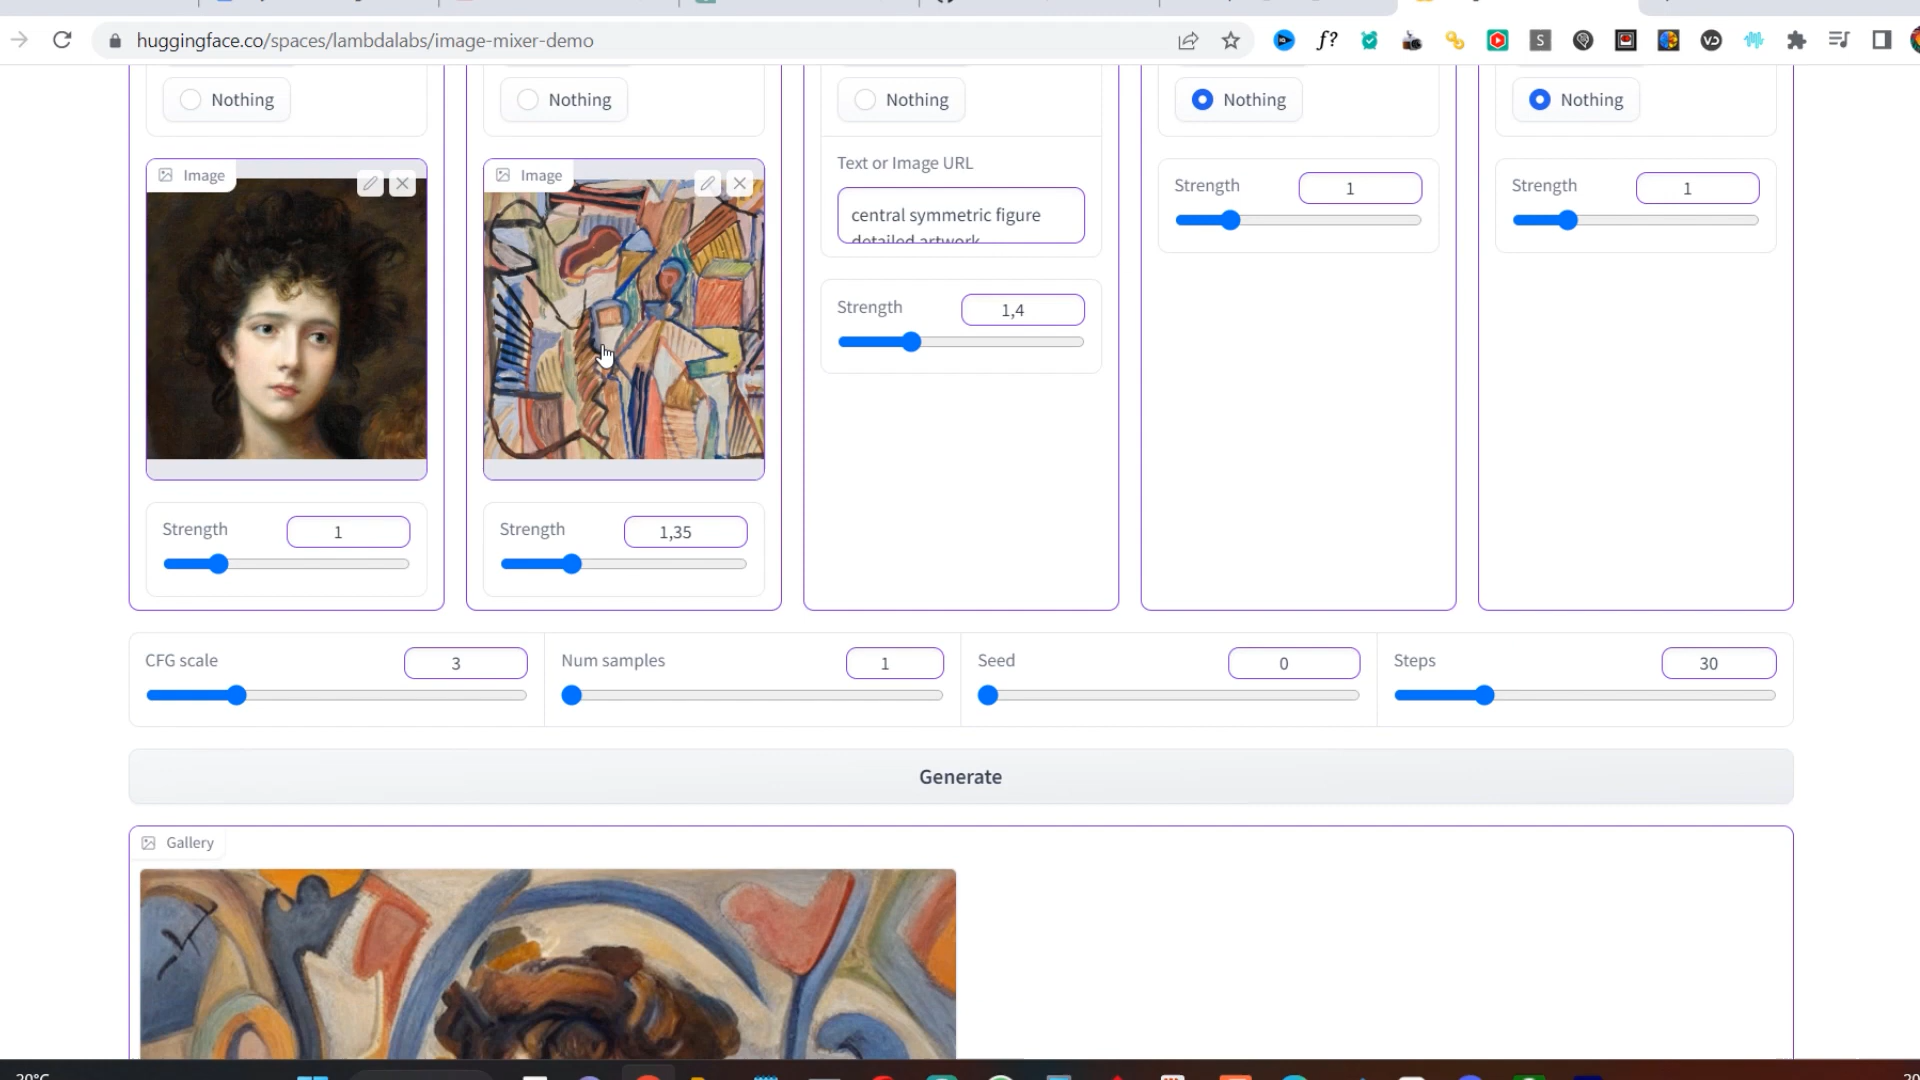 huggingface.co/spaces/lambdalabs/image-mixer-demo
Nothing
Nothing
Nothing
Nothing
Nothing
Image
Image
Text or Image URL
central symmetric figure
detailed artwork
Strength 1,4
Strength 1
Strength 1
Strength 1
Strength 1,35
CFG scale 3
Num samples 1
Seed 0
Steps 30
Generate
Gallery